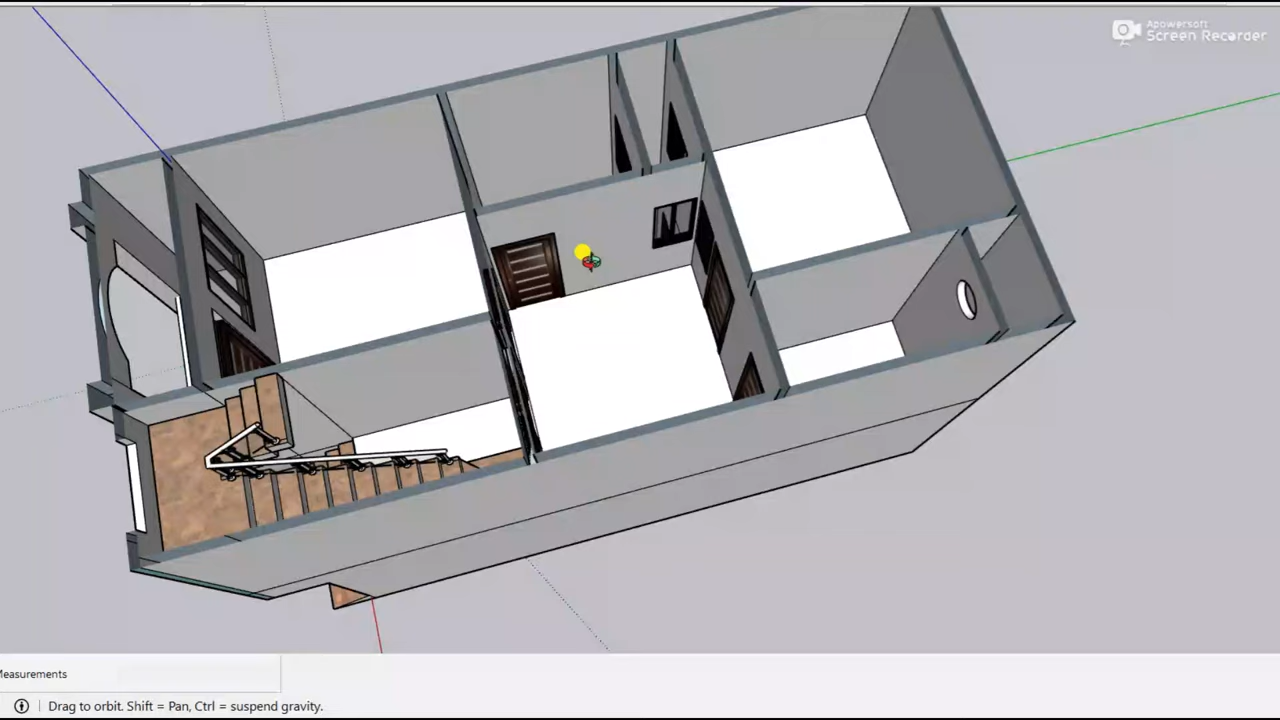 Apowersoft
Screen Recorder
Measurements
Drag to orbit. Shift = Pan, Ctrl = suspend gravity.